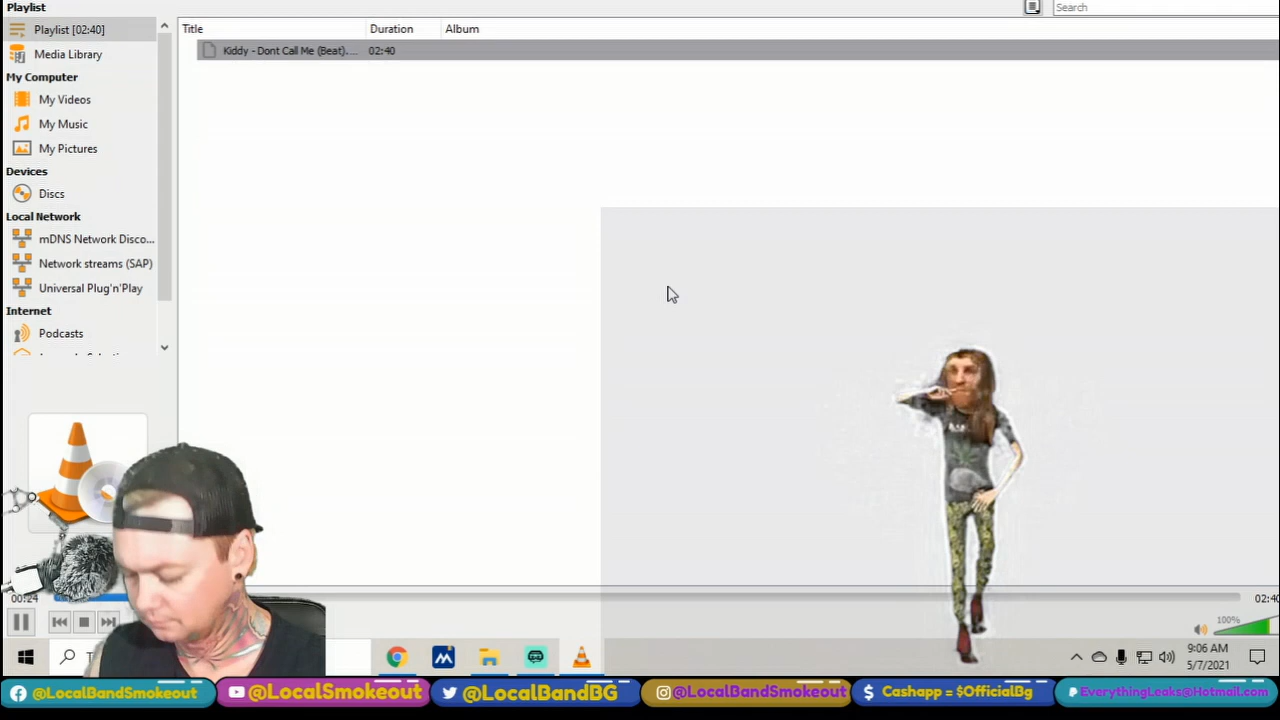 Playlist
Playlist [02:40]
Media Library
My Computer
My Videos
My Music
My Pictures
Devices
Discs
Local Network
mDNS Network Disco...
Network streams (SAP)
Universal Plug'n'Play
Internet
Podcasts
Title Duration Album
Kiddy - Dont Call Me (Beat).... 02:40
Search
00:24
02:40
100%
T
9:06 AM
5/7/2021
@LocalBandSmokeout
@LocalSmokeout
@LocalBandBG
@LocalBandSmokeout
$ Cashapp = $OfficialBg
EverythingLeaks@Hotmail.com